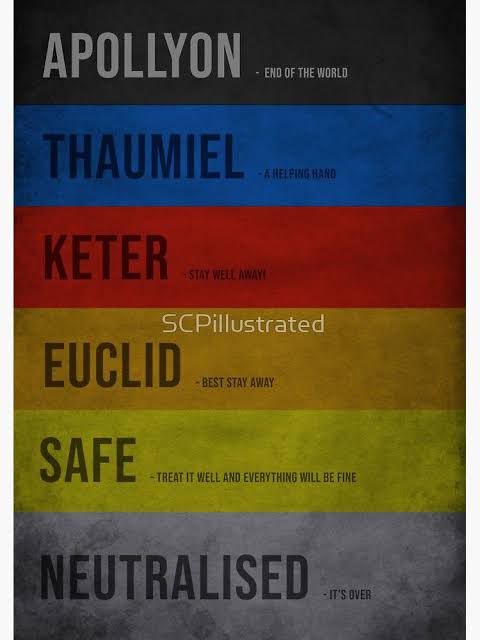 APOLLYON - END OF THE WORLD
THAUMIEL - A HELPING HAND
KETER - STAY WELL AWAY!
SCPillustrated
EUCLID - BEST STAY AWAY
SAFE - TREAT IT WELL AND EVERYTHING WILL BE FINE
NEUTRALISED - IT'S OVER